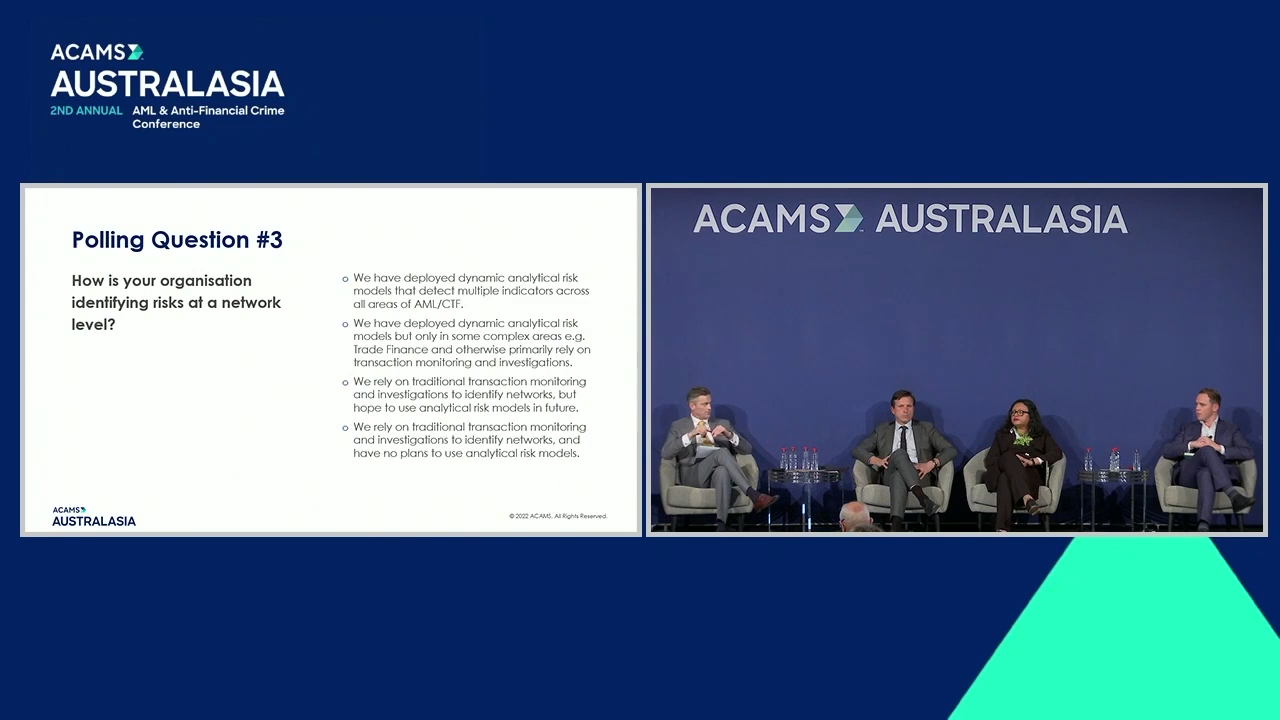 ACAMS
AUSTRALASIA
2ND ANNUAL AML & Anti-Financial Crime
Conference
Polling Question #3
How is your organisation
identifying risks at a network
level?
o We have deployed dynamic analytical risk
models that detect multiple indicators across
all areas of AML/CTF.
o We have deployed dynamic analytical risk
models but only in some complex areas e.g.
Trade Finance and otherwise primarily rely on
transaction monitoring and investigations.
o We rely on traditional transaction monitoring
and investigations to identify networks, but
hope to use analytical risk models in future.
o We rely on traditional transaction monitoring
and investigations to identify networks, and
have no plans to use analytical risk models.
ACAMS
AUSTRALASIA
© 2022 ACAMS. All Rights Reserved.
ACAMS AUSTRALASIA